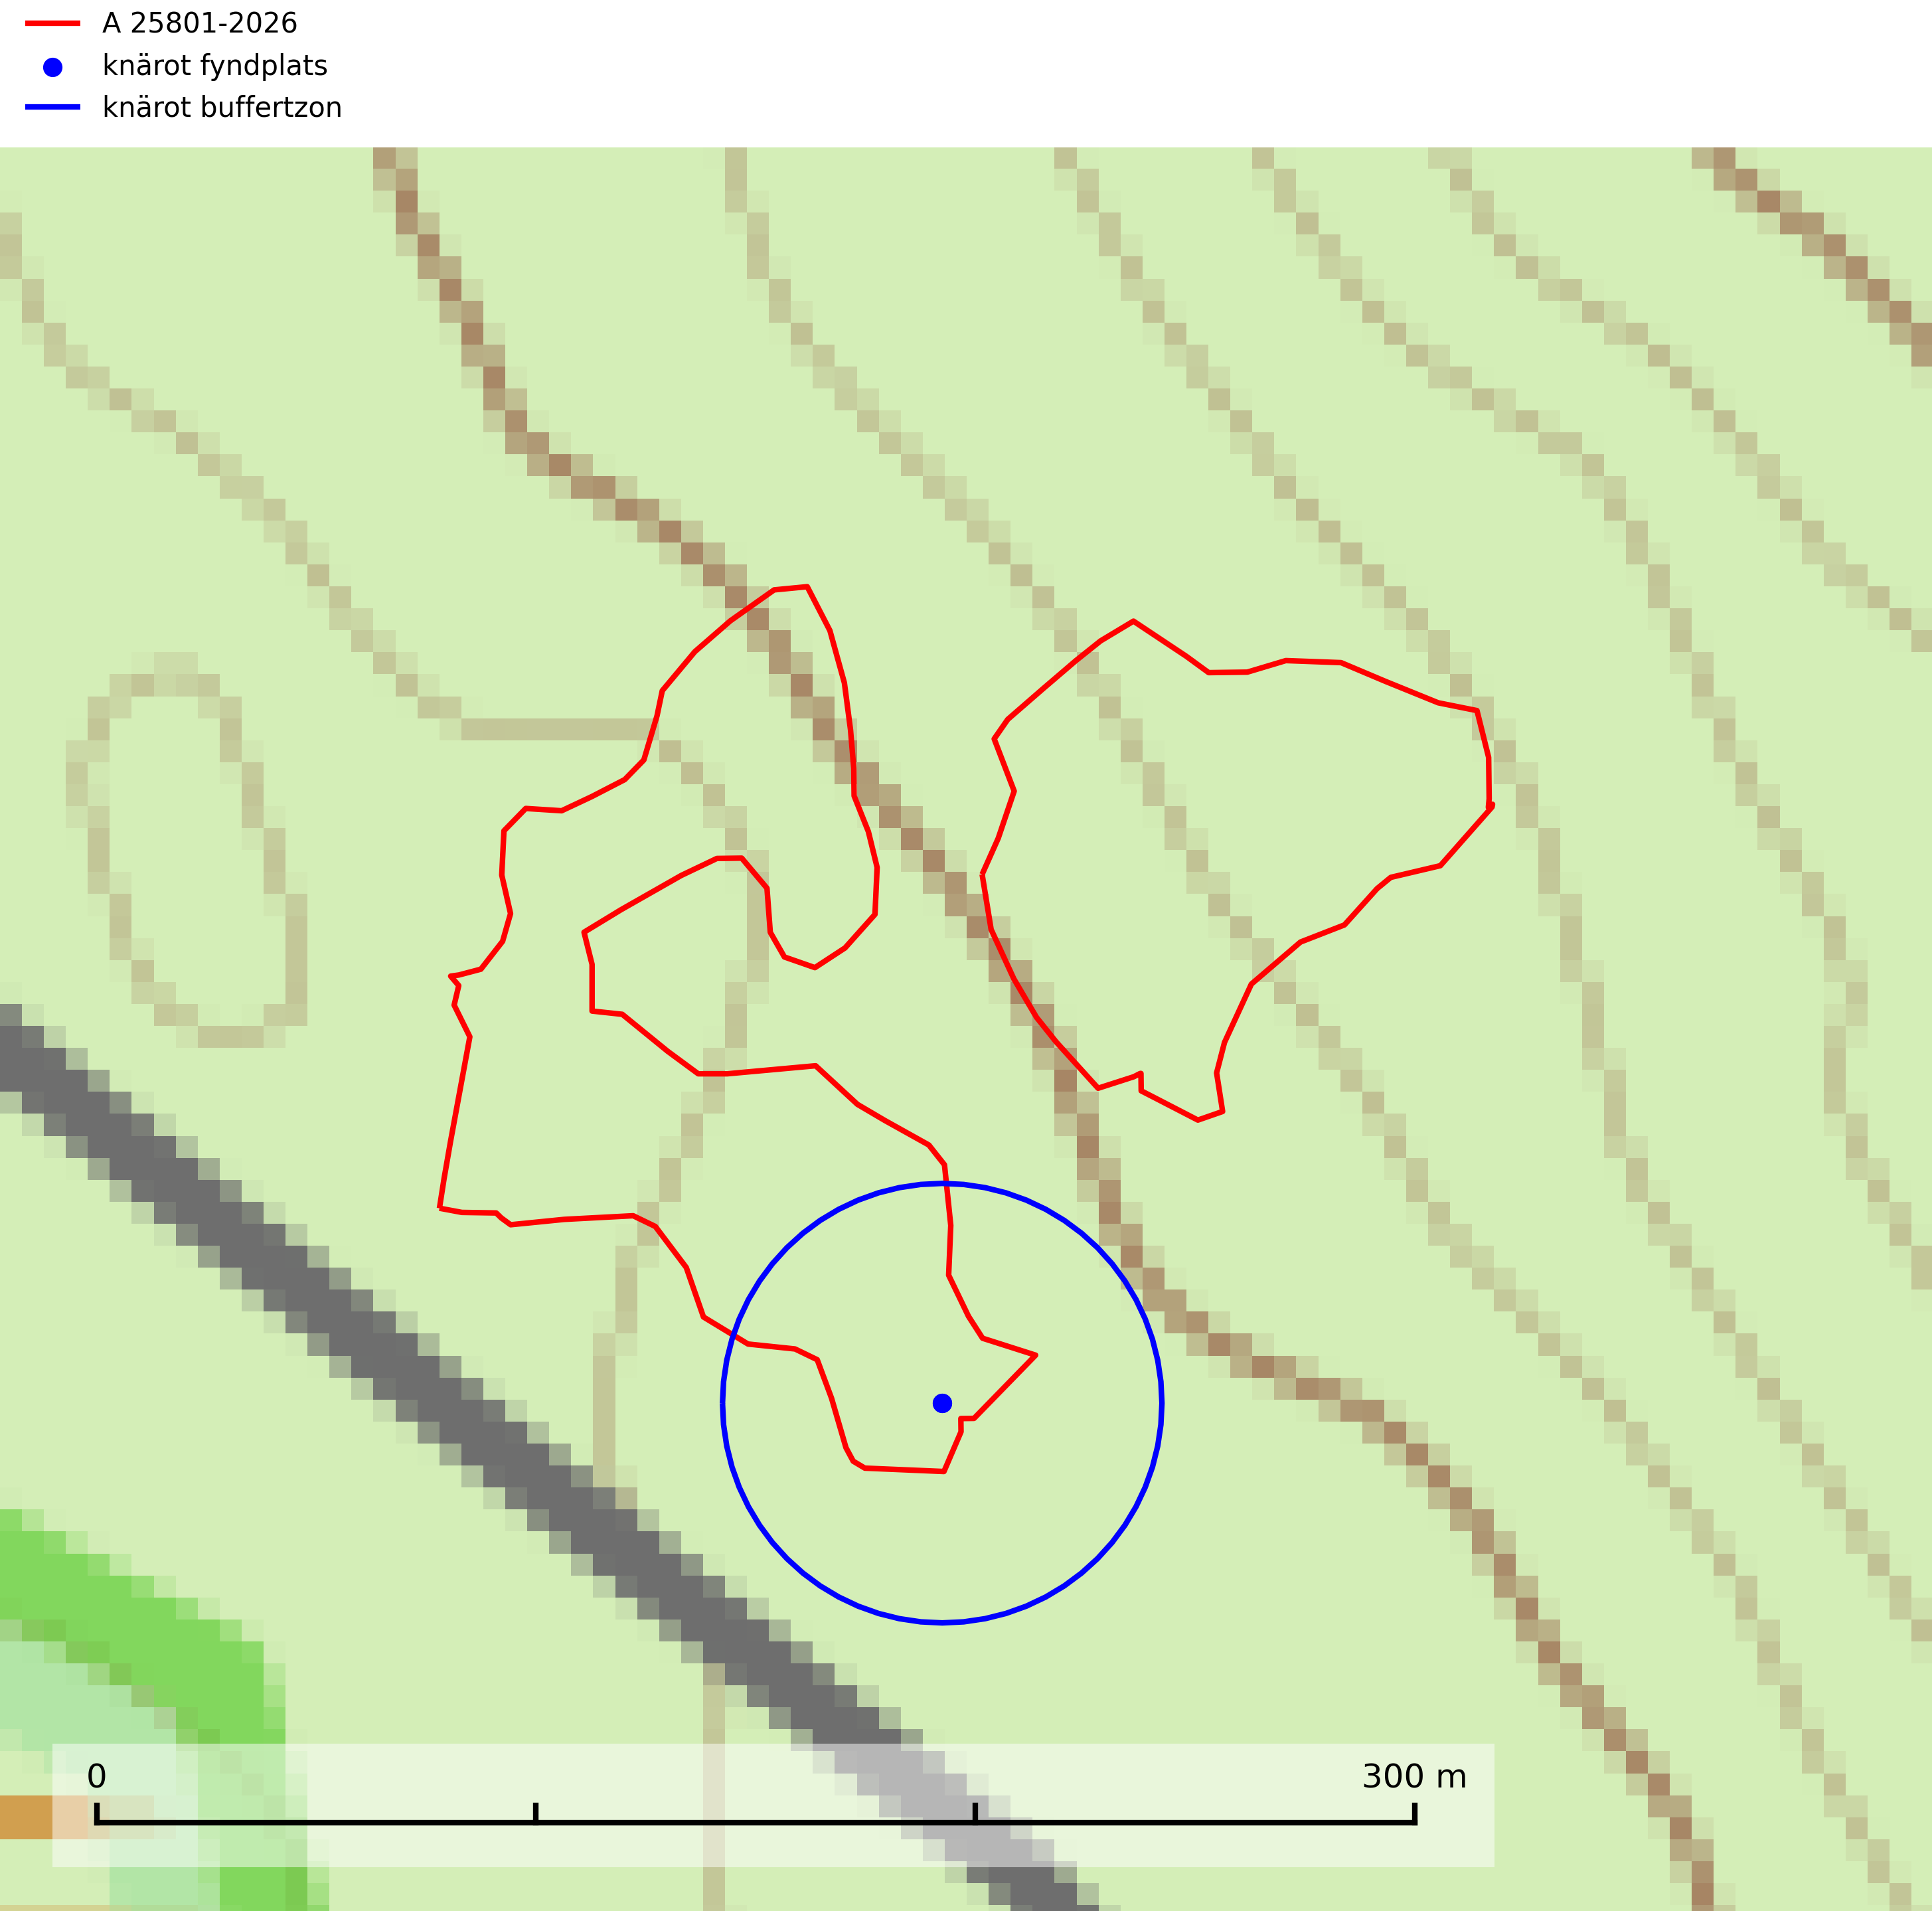 A 25801-2026
knärot fyndplats
knärot buffertzon
0 300 m